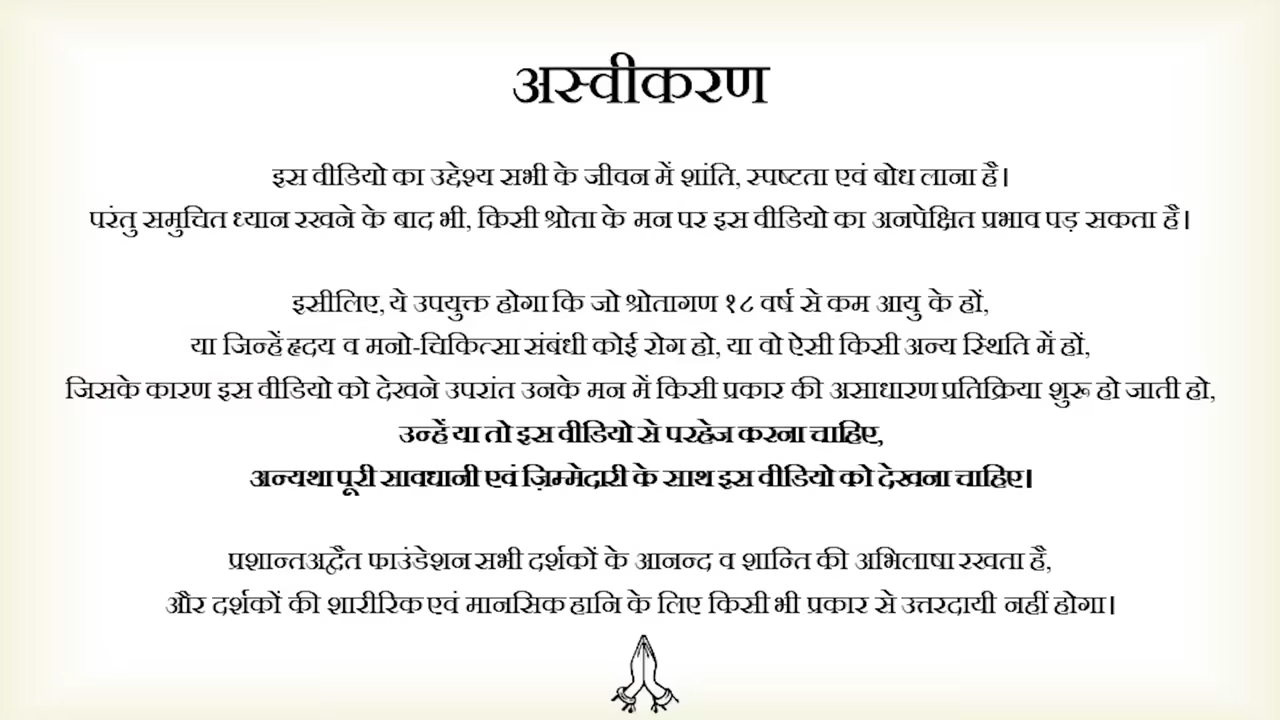 अस्वीकरण
इस वीडियो का उद्देश्य सभी के जीवन में शांति, स्पष्टता एवं बोध लाना है।
परंतु समुचित ध्यान रखने के बाद भी, किसी श्रोता के मन पर इस वीडियो का अनपेक्षित प्रभाव पड़ सकता है।
इसीलिए, ये उपयुक्त होगा कि जो श्रोतागण १८ वर्ष से कम आयु के हों,
या जिन्हें हृदय व मनो-चिकित्सा संबंधी कोई रोग हो, या वो ऐसी किसी अन्य स्थिति में हों,
जिसके कारण इस वीडियो को देखने उपरांत उनके मन में किसी प्रकार की असाधारण प्रतिक्रिया शुरू हो जाती हो,
उन्हें या तो इस वीडियो से परहेज करना चाहिए,
अन्यथा पूरी सावधानी एवं ज़िम्मेदारी के साथ इस वीडियो को देखना चाहिए।
प्रशान्तअद्वैत फाउंडेशन सभी दर्शकों के आनन्द व शान्ति की अभिलाषा रखता है,
और दर्शकों की शारीरिक एवं मानसिक हानि के लिए किसी भी प्रकार से उत्तरदायी नहीं होगा।